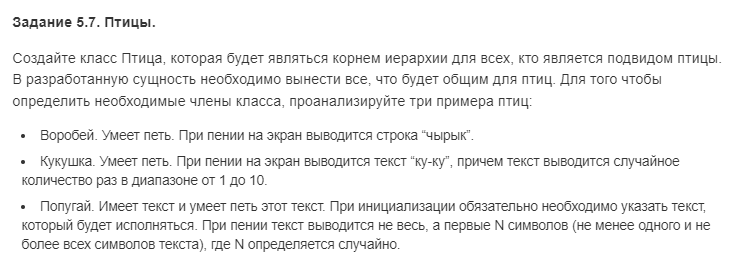 Задание 5.7. Птицы.
Создайте класс Птица, которая будет являться корнем иерархии для всех, кто является подвидом птицы.
В разработанную сущность необходимо вынести все, что будет общим для птиц. Для того чтобы
определить необходимые члены класса, проанализируйте три примера птиц:
• Воробей. Умеет петь. При пении на экран выводится строка “чырык”.
• Кукушка. Умеет петь. При пении на экран выводится текст “ку-ку”, причем текст выводится случайное
количество раз в диапазоне от 1 до 10.
• Попугай. Имеет текст и умеет петь этот текст. При инициализации обязательно необходимо указать текст,
который будет исполняться. При пении текст выводится не весь, а первые N символов (не менее одного и не
более всех символов текста), где N определяется случайно.